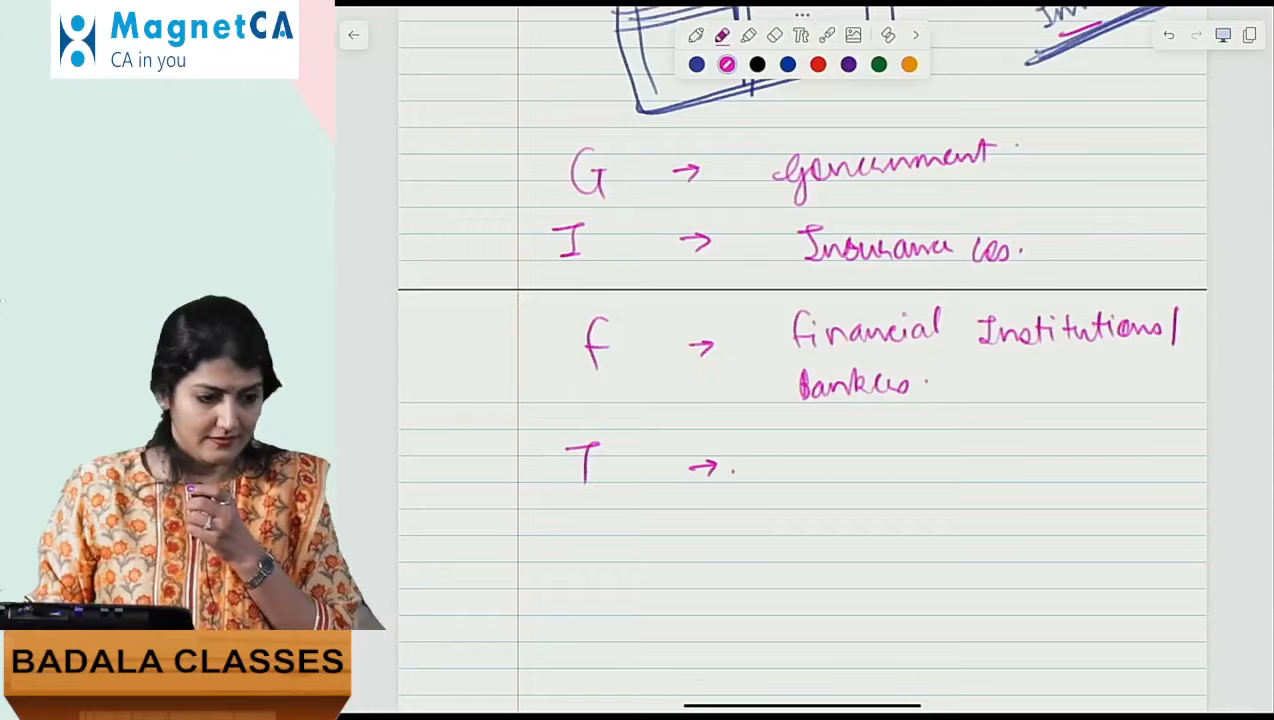 MagnetCA
CA in you
G → Government.
I → Insurance cos.
f → financial Institutions/
bankers.
T → .
BADALA CLASSES